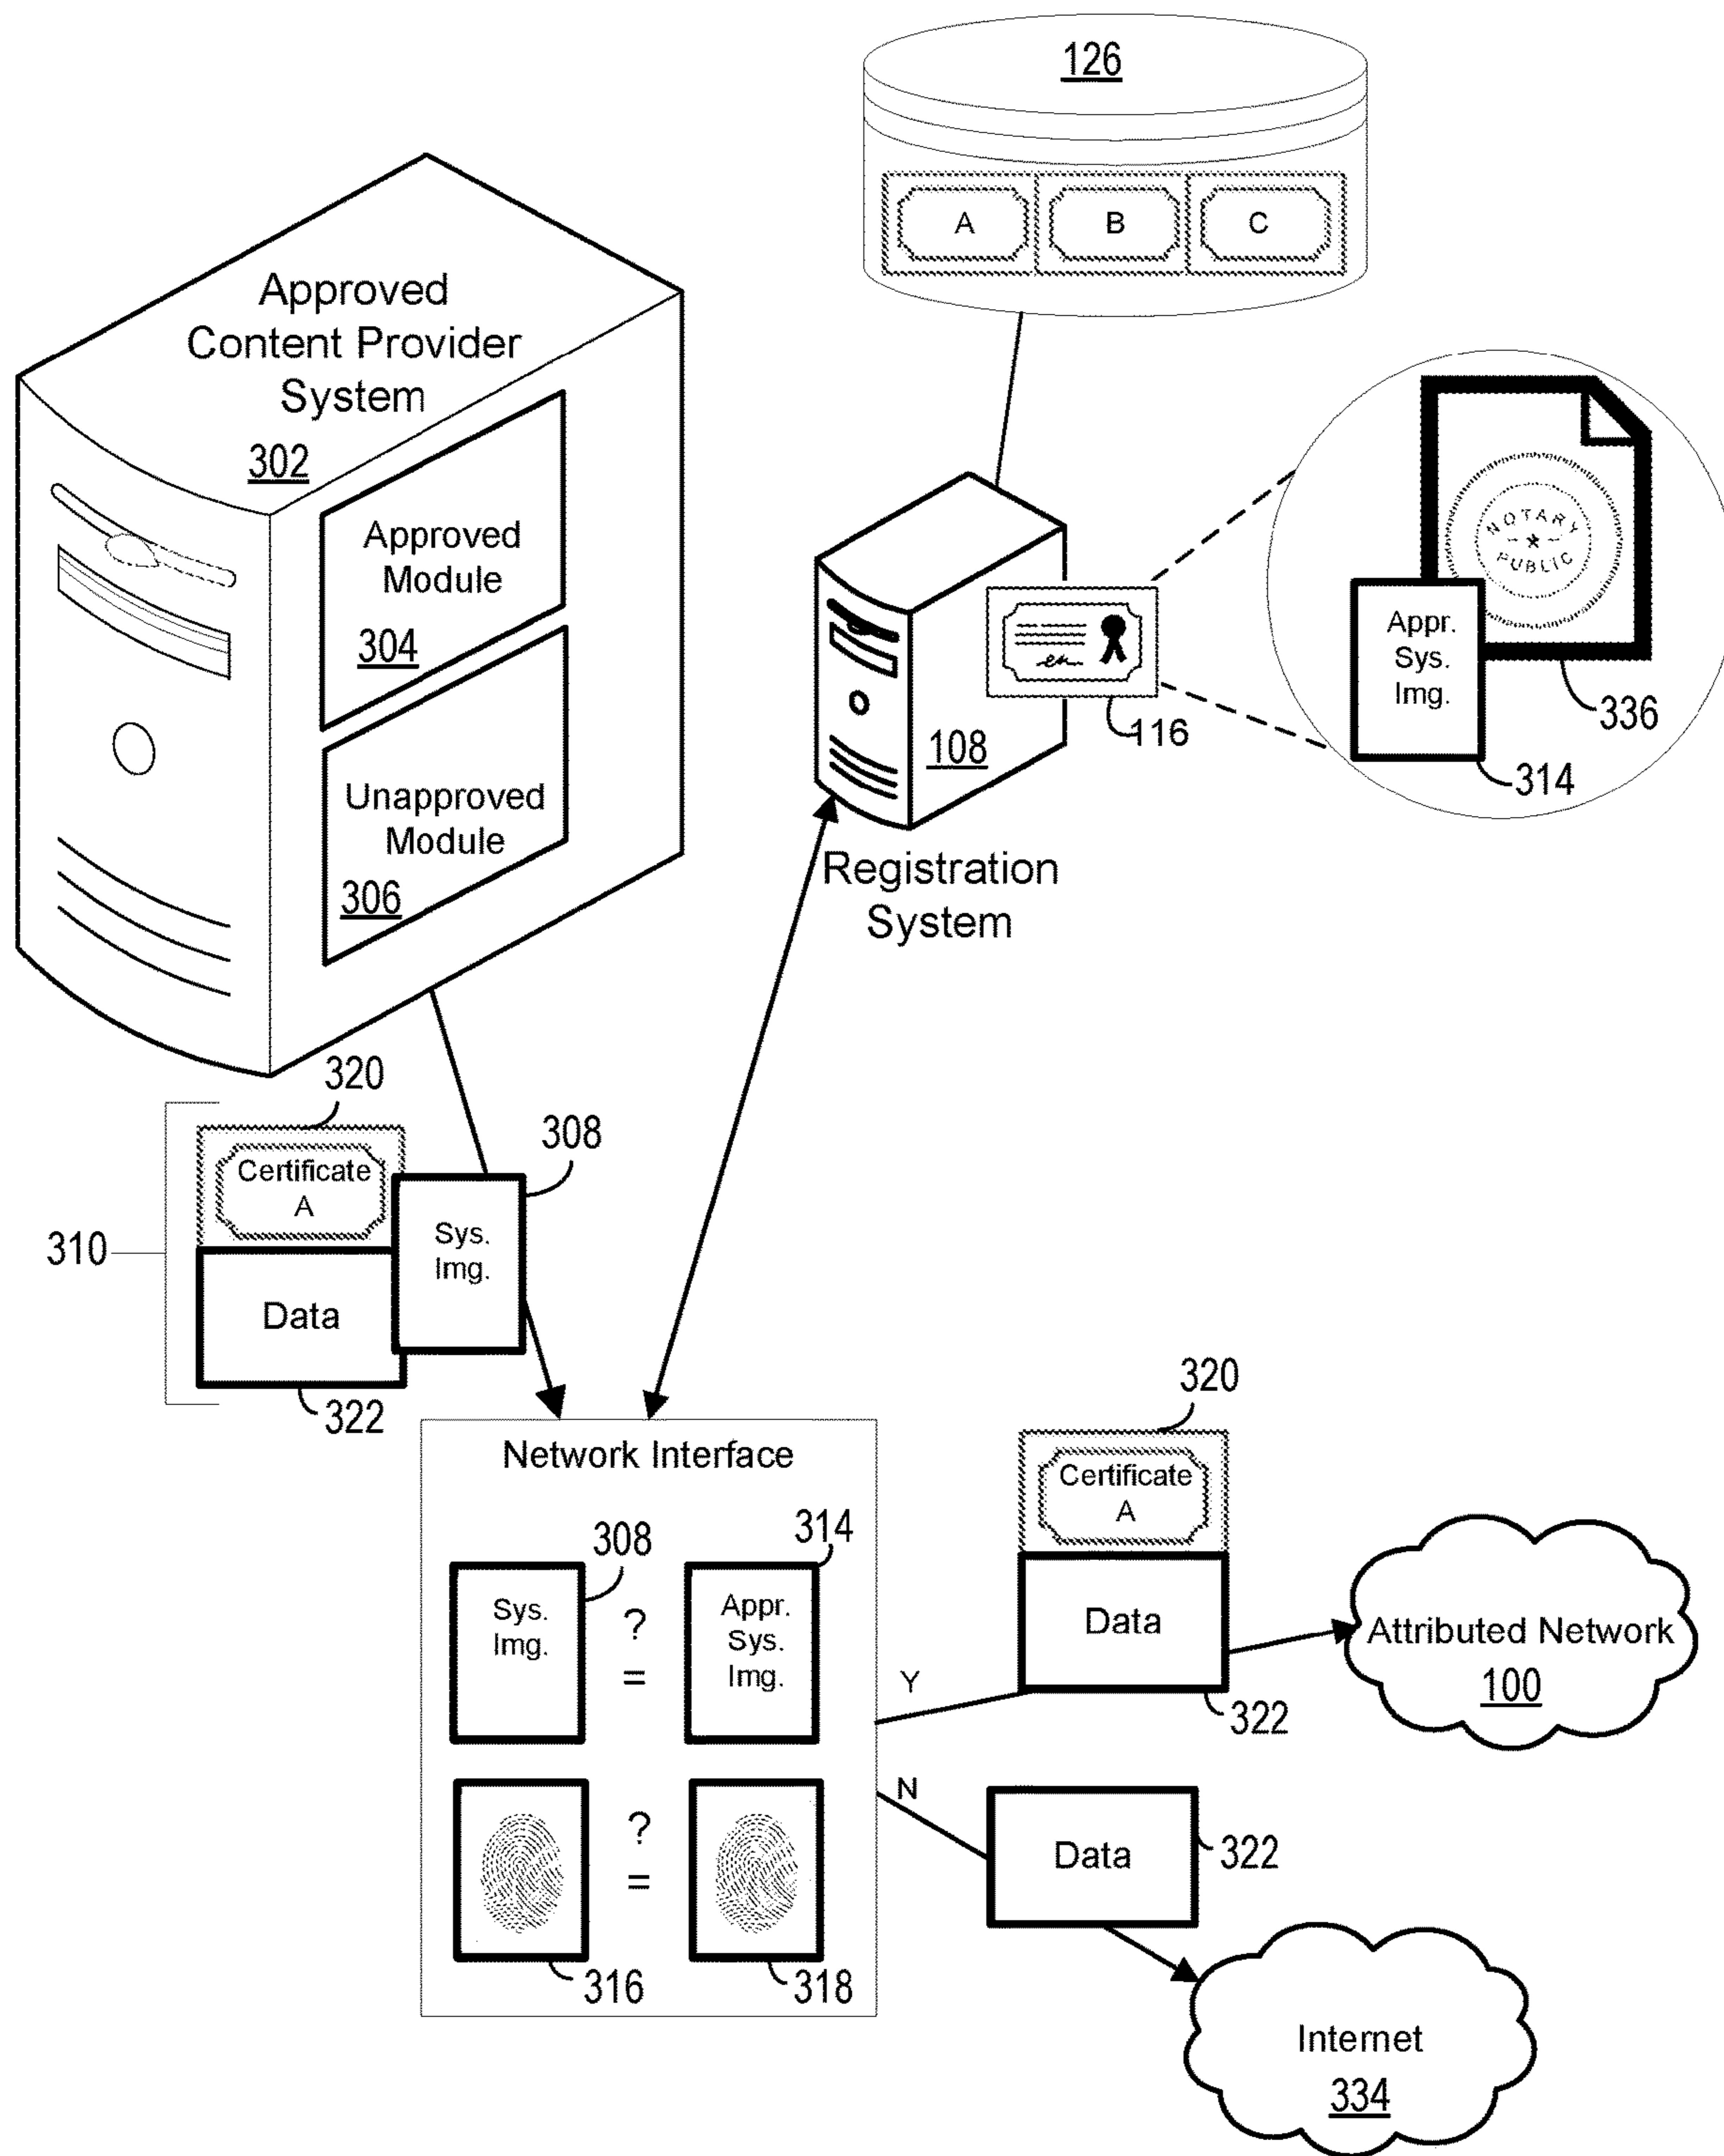 126
A
B
C
Approved
Content Provider
System
302
Approved
Module
304
Unapproved
Module
306
NOTARY
PUBLIC
Appr.
Sys.
Img.
336
314
116
108
Registration
System
320
308
Certificate
A
Sys.
Img.
310
Data
322
Network Interface
308
314
Sys.
Img.
?
=
Appr.
Sys.
Img.
316
?
=
318
Y
N
320
Certificate
A
Data
322
Attributed Network
100
Data
322
Internet
334